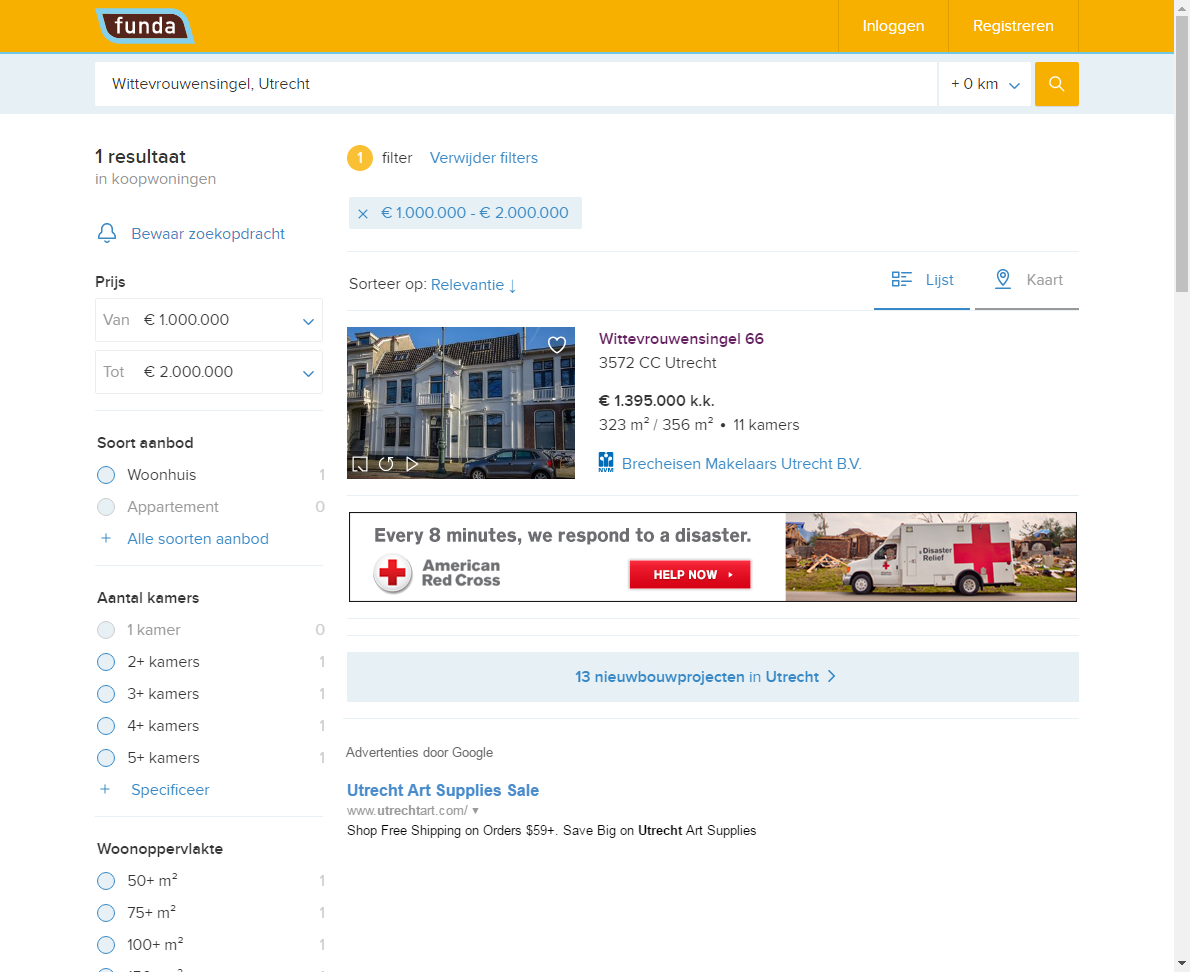 funda
Inloggen
Registreren
Wittevrouwensingel, Utrecht
+ 0 km
1 resultaat
in koopwoningen
Bewaar zoekopdracht
Prijs
Van € 1.000.000
Tot € 2.000.000
Soort aanbod
Woonhuis 1
Appartement 0
+ Alle soorten aanbod
Aantal kamers
1 kamer 0
2+ kamers 1
3+ kamers 1
4+ kamers 1
5+ kamers 1
+ Specificeer
Woonoppervlakte
50+ m² 1
75+ m² 1
100+ m² 1
1 filter Verwijder filters
× € 1.000.000 - € 2.000.000
Sorteer op: Relevantie ↓
Lijst
Kaart
Wittevrouwensingel 66
3572 CC Utrecht
€ 1.395.000 k.k.
323 m² / 356 m² • 11 kamers
NVM Brecheisen Makelaars Utrecht B.V.
Every 8 minutes, we respond to a disaster.
American
Red Cross
HELP NOW
Disaster
Relief
13 nieuwbouwprojecten in Utrecht >
Advertenties door Google
Utrecht Art Supplies Sale
www.utrechtart.com/ ▼
Shop Free Shipping on Orders $59+. Save Big on Utrecht Art Supplies